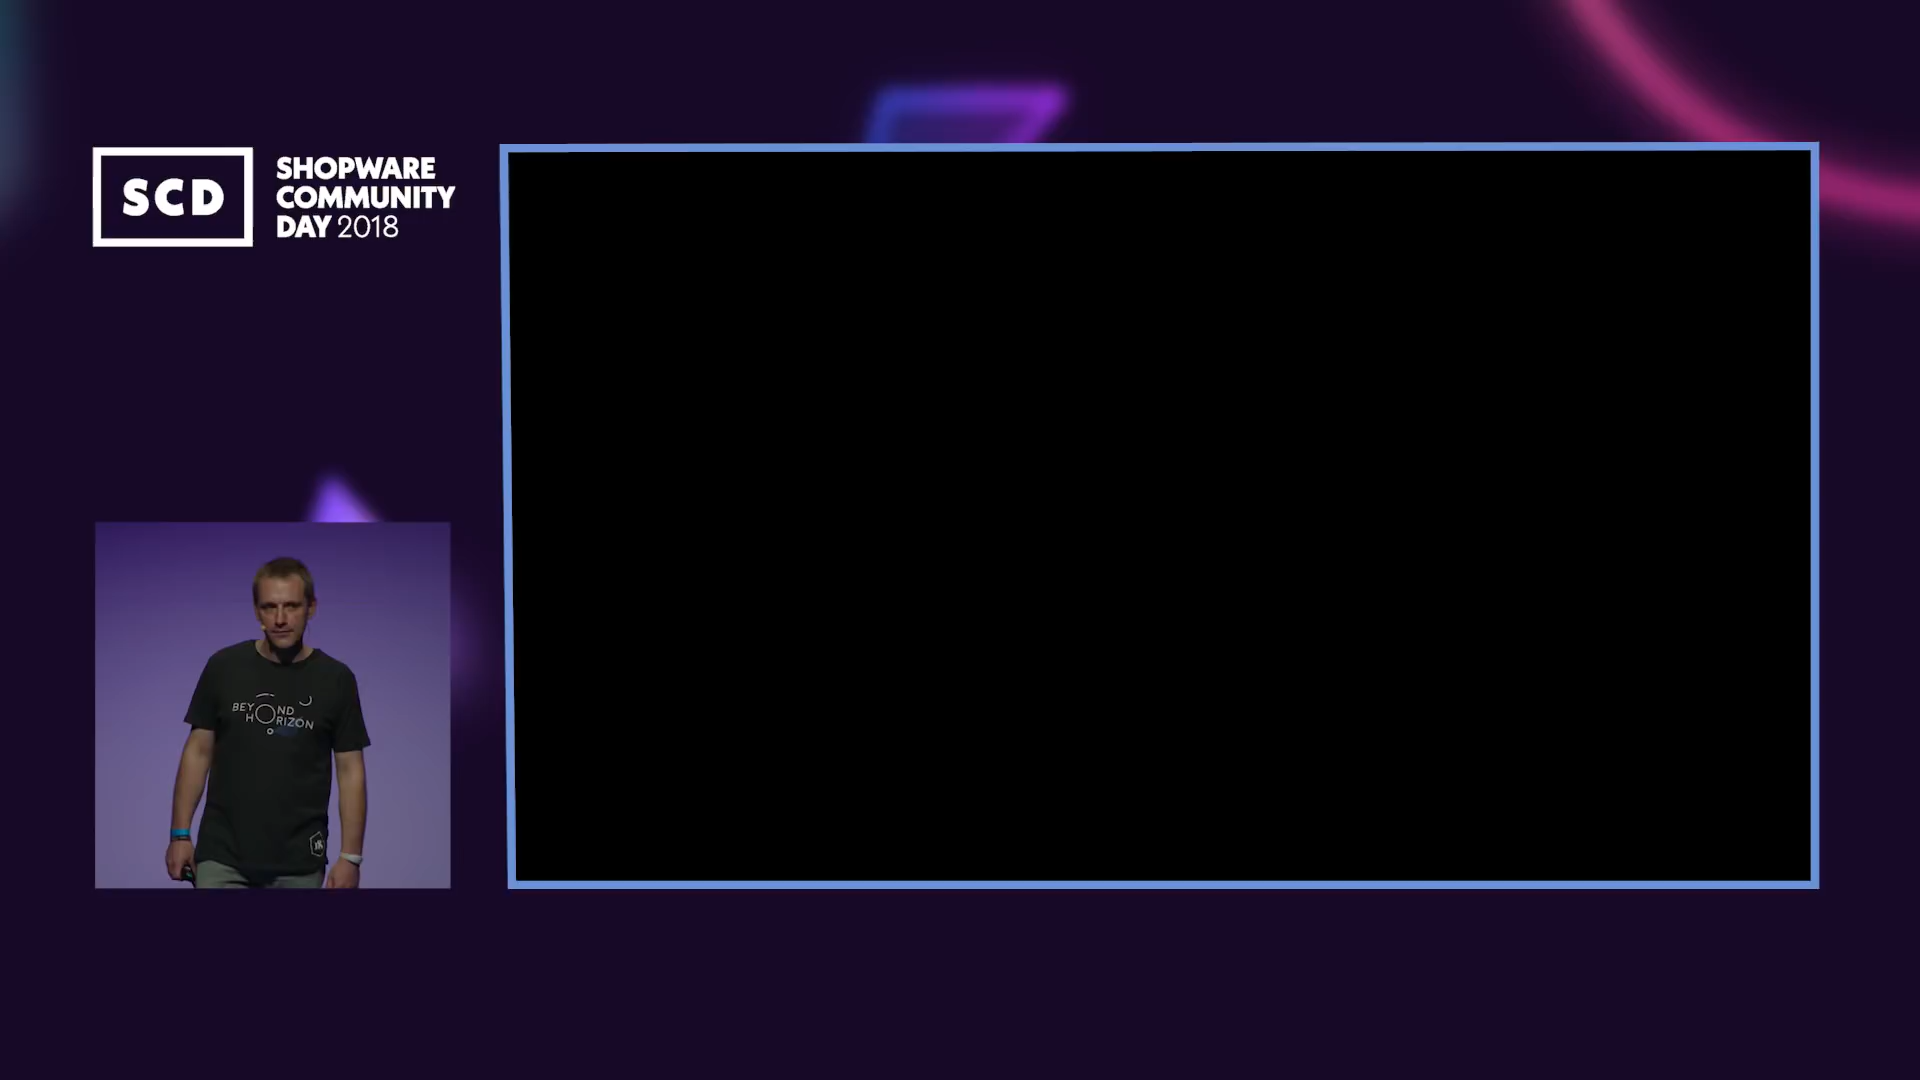 SCD
SHOPWARE
COMMUNITY
DAY 2018
BEYOND
HORIZON